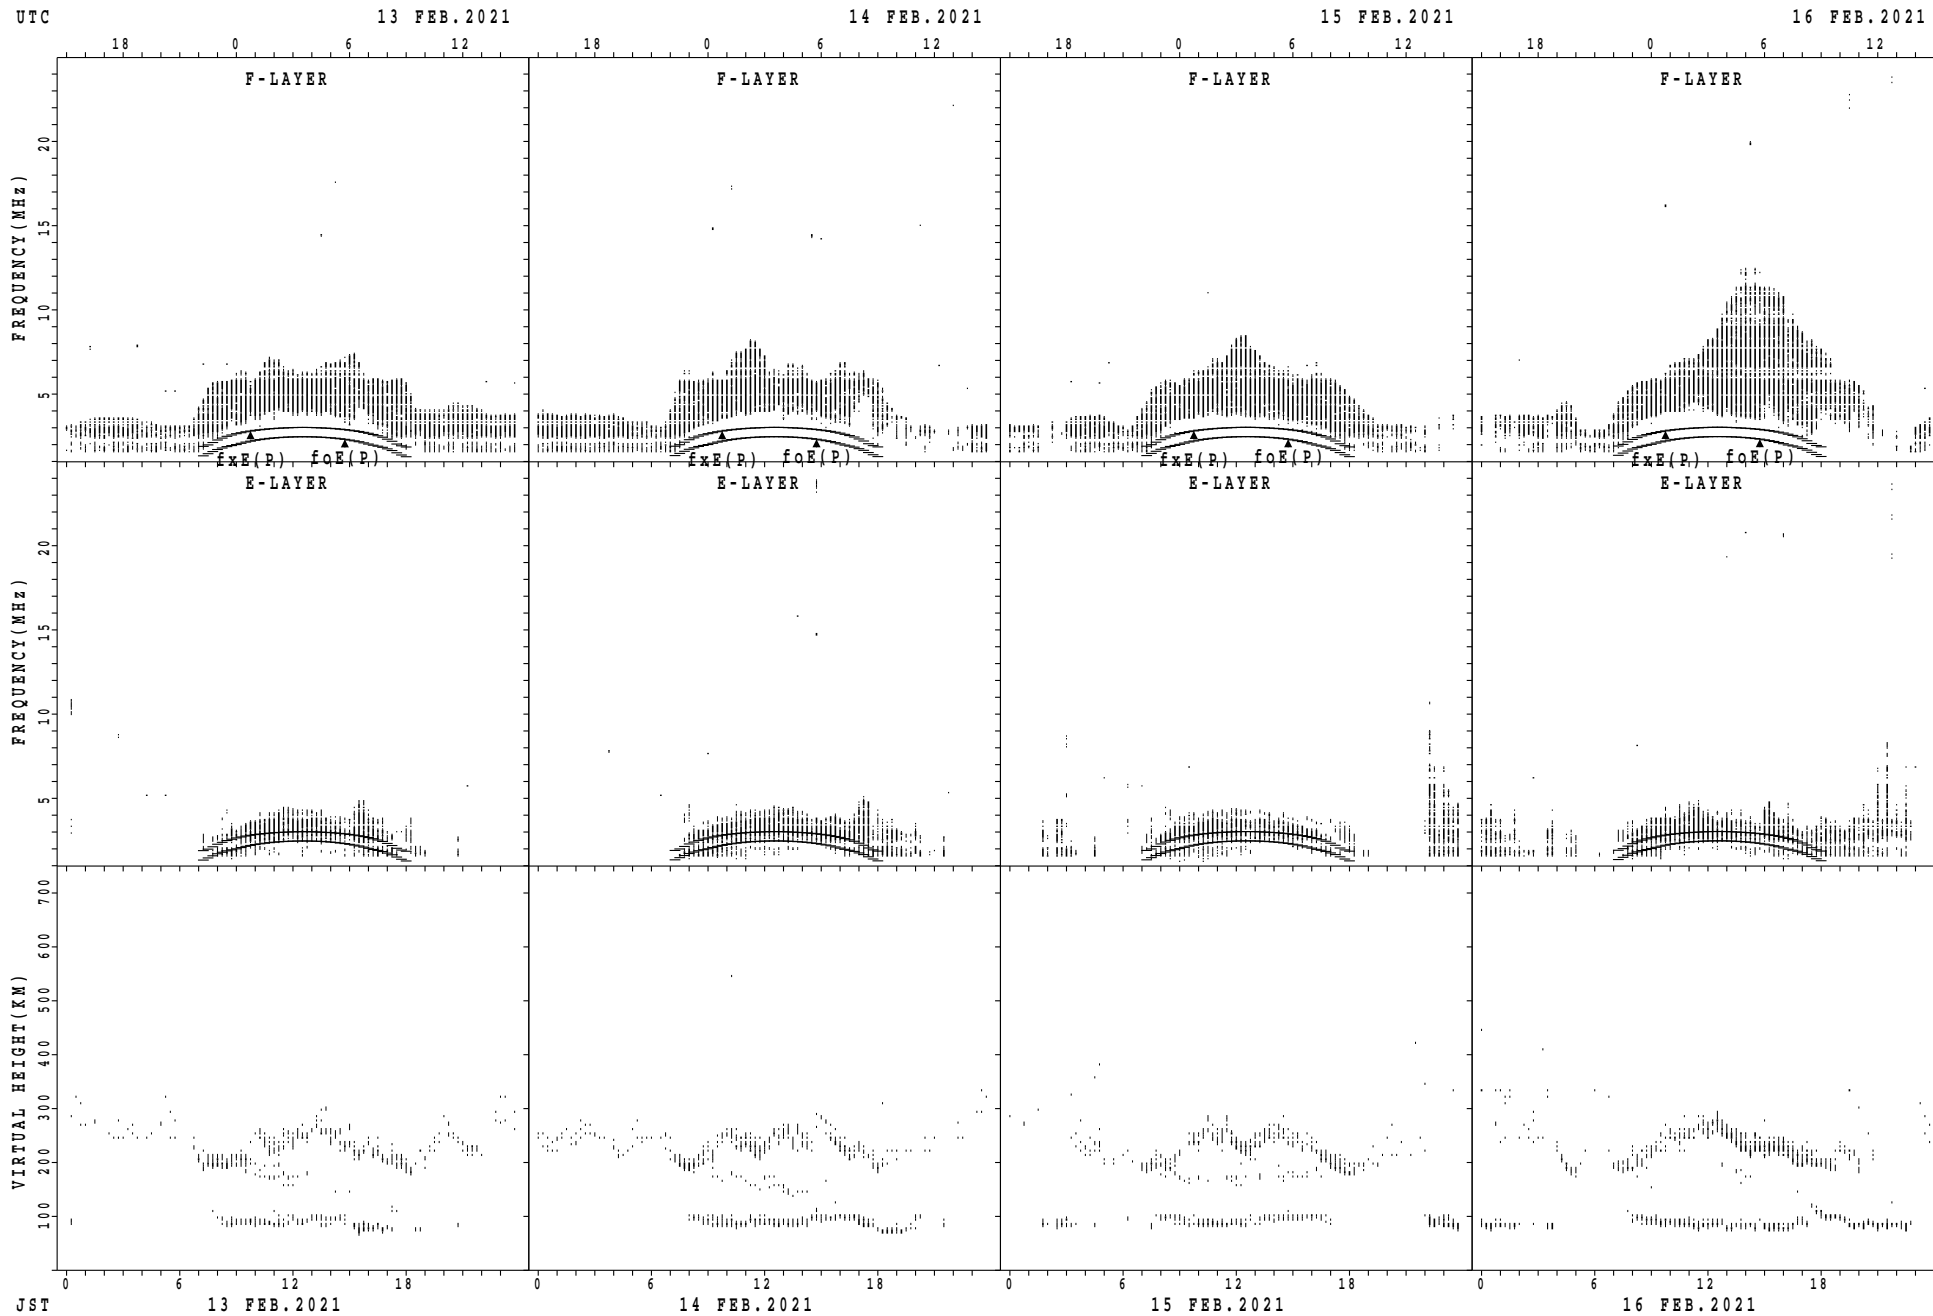 UTC 13 FEB.2021 14 FEB.2021 15 FEB.2021 16 FEB.2021
18 0 6 12 18 0 6 12 18 0 6 12 18 0 6 12
F-LAYER F-LAYER F-LAYER F-LAYER
FREQUENCY(MHz)
20
15
10
5
fxE(P) foE(P) fxE(P) foE(P) fxE(P) foE(P) fxE(P) foE(P)
E-LAYER E-LAYER E-LAYER E-LAYER
FREQUENCY(MHz)
20
15
10
5
VIRTUAL HEIGHT(KM)
700
600
500
400
300
200
100
0 6 12 18 0 6 12 18 0 6 12 18 0 6 12 18
JST 13 FEB.2021 14 FEB.2021 15 FEB.2021 16 FEB.2021